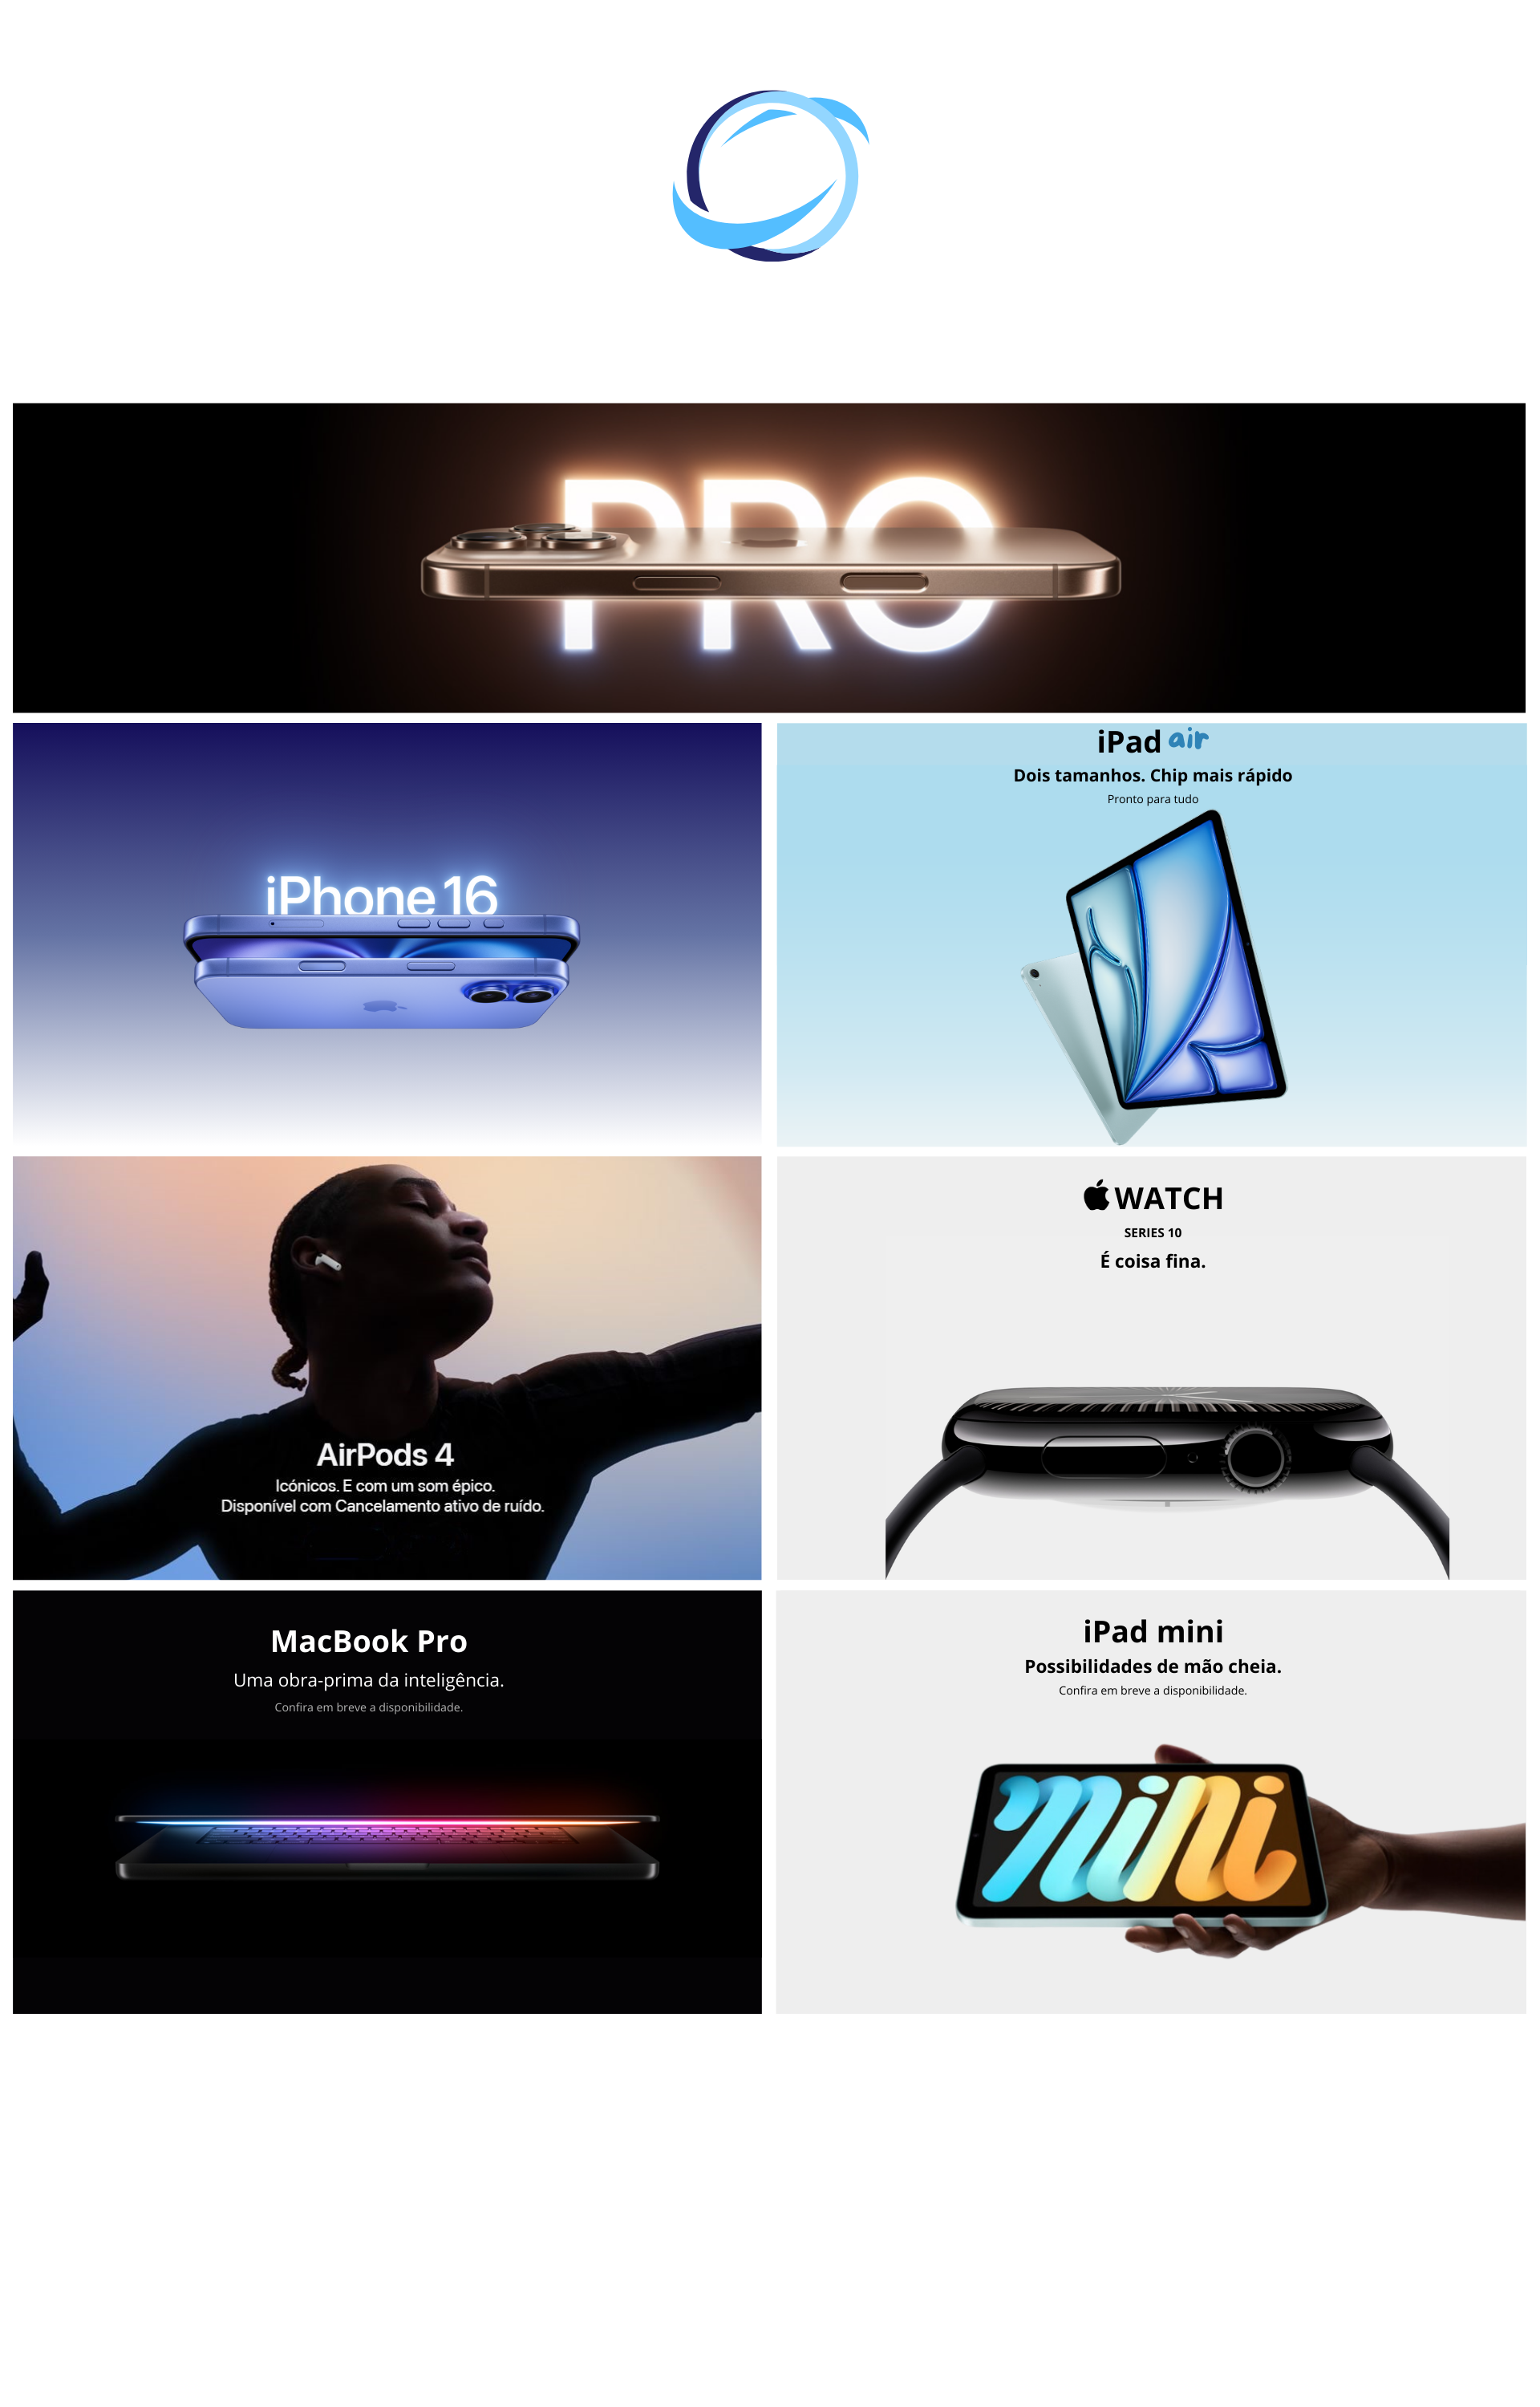 PRO
iPhone 16
iPad air
Dois tamanhos. Chip mais rápido
Pronto para tudo
AirPods 4
Icónicos. E com um som épico.
Disponível com Cancelamento ativo de ruído.
WATCH
SERIES 10
É coisa fina.
MacBook Pro
Uma obra-prima da inteligência.
Confira em breve a disponibilidade.
iPad mini
Possibilidades de mão cheia.
Confira em breve a disponibilidade.
mini